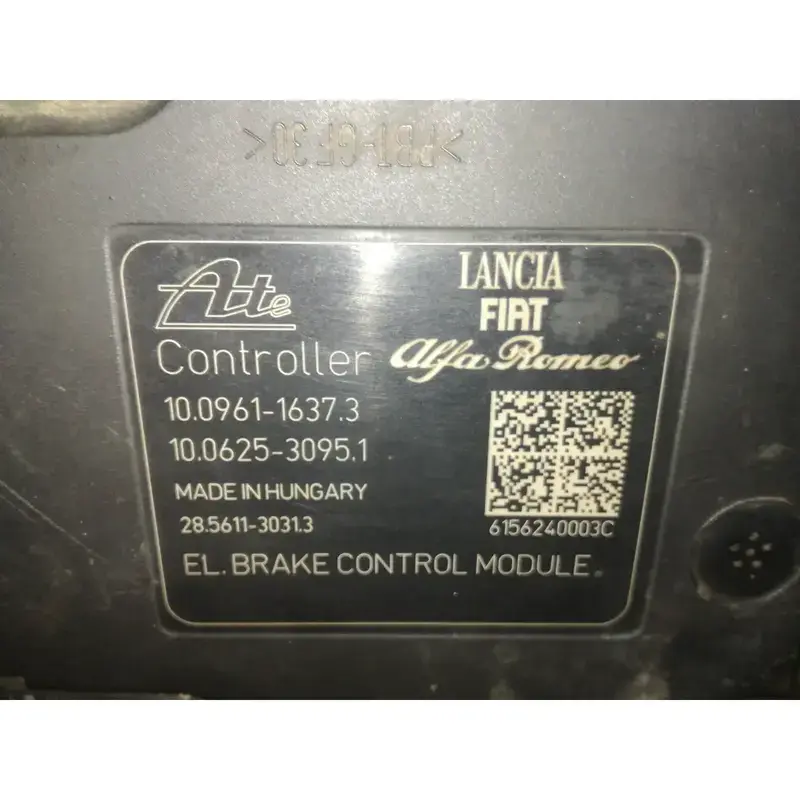 >PBT-GF30<
Ate
LANCIA
FIAT
Alfa Romeo
Controller
10.0961-1637.3
10.0625-3095.1
MADE IN HUNGARY
28.5611-3031.3
6156240003C
EL. BRAKE CONTROL MODULE.